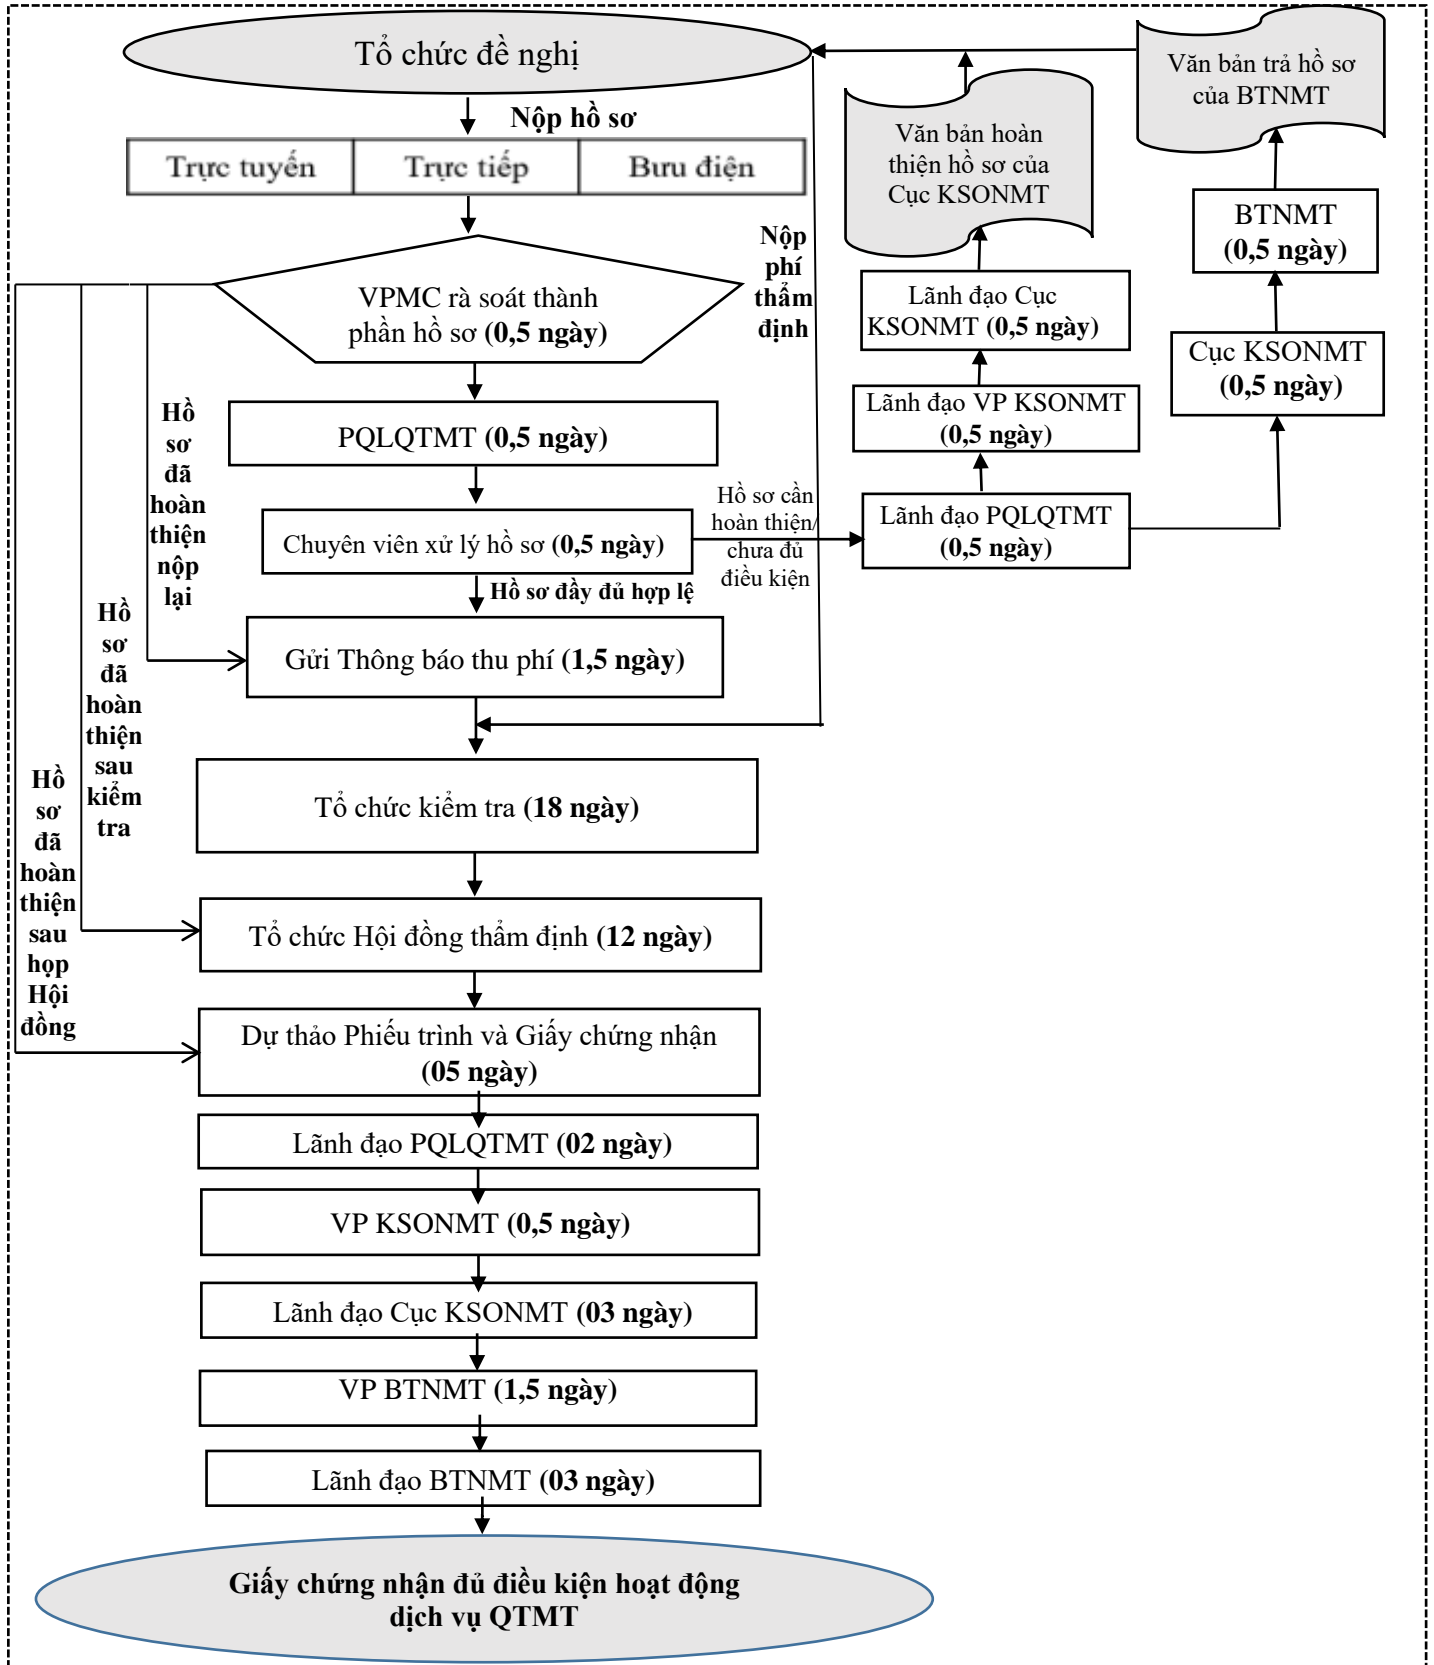 Tổ chức đề nghị
Nộp hồ sơ
Trực tuyến
Trực tiếp
Bưu điện
VPMC rà soát thành
phần hồ sơ (0,5 ngày)
PQLQTMT (0,5 ngày)
Chuyên viên xử lý hồ sơ (0,5 ngày)
Hồ sơ đầy đủ hợp lệ
Hồ sơ cần
hoàn thiện/
chưa đủ
điều kiện
Nộp
phí
thẩm
định
Văn bản hoàn
thiện hồ sơ của
Cục KSONMT
Lãnh đạo Cục
KSONMT (0,5 ngày)
Lãnh đạo VP KSONMT
(0,5 ngày)
Lãnh đạo PQLQTMT
(0,5 ngày)
Văn bản trả hồ sơ
của BTNMT
BTNMT
(0,5 ngày)
Cục KSONMT
(0,5 ngày)
Hồ
sơ
đã
hoàn
thiện
nộp
lại
Hồ
sơ
đã
hoàn
thiện
sau
kiểm
tra
Hồ
sơ
đã
hoàn
thiện
sau
họp
Hội
đồng
Gửi Thông báo thu phí (1,5 ngày)
Tổ chức kiểm tra (18 ngày)
Tổ chức Hội đồng thẩm định (12 ngày)
Dự thảo Phiếu trình và Giấy chứng nhận
(05 ngày)
Lãnh đạo PQLQTMT (02 ngày)
VP KSONMT (0,5 ngày)
Lãnh đạo Cục KSONMT (03 ngày)
VP BTNMT (1,5 ngày)
Lãnh đạo BTNMT (03 ngày)
Giấy chứng nhận đủ điều kiện hoạt động
dịch vụ QTMT